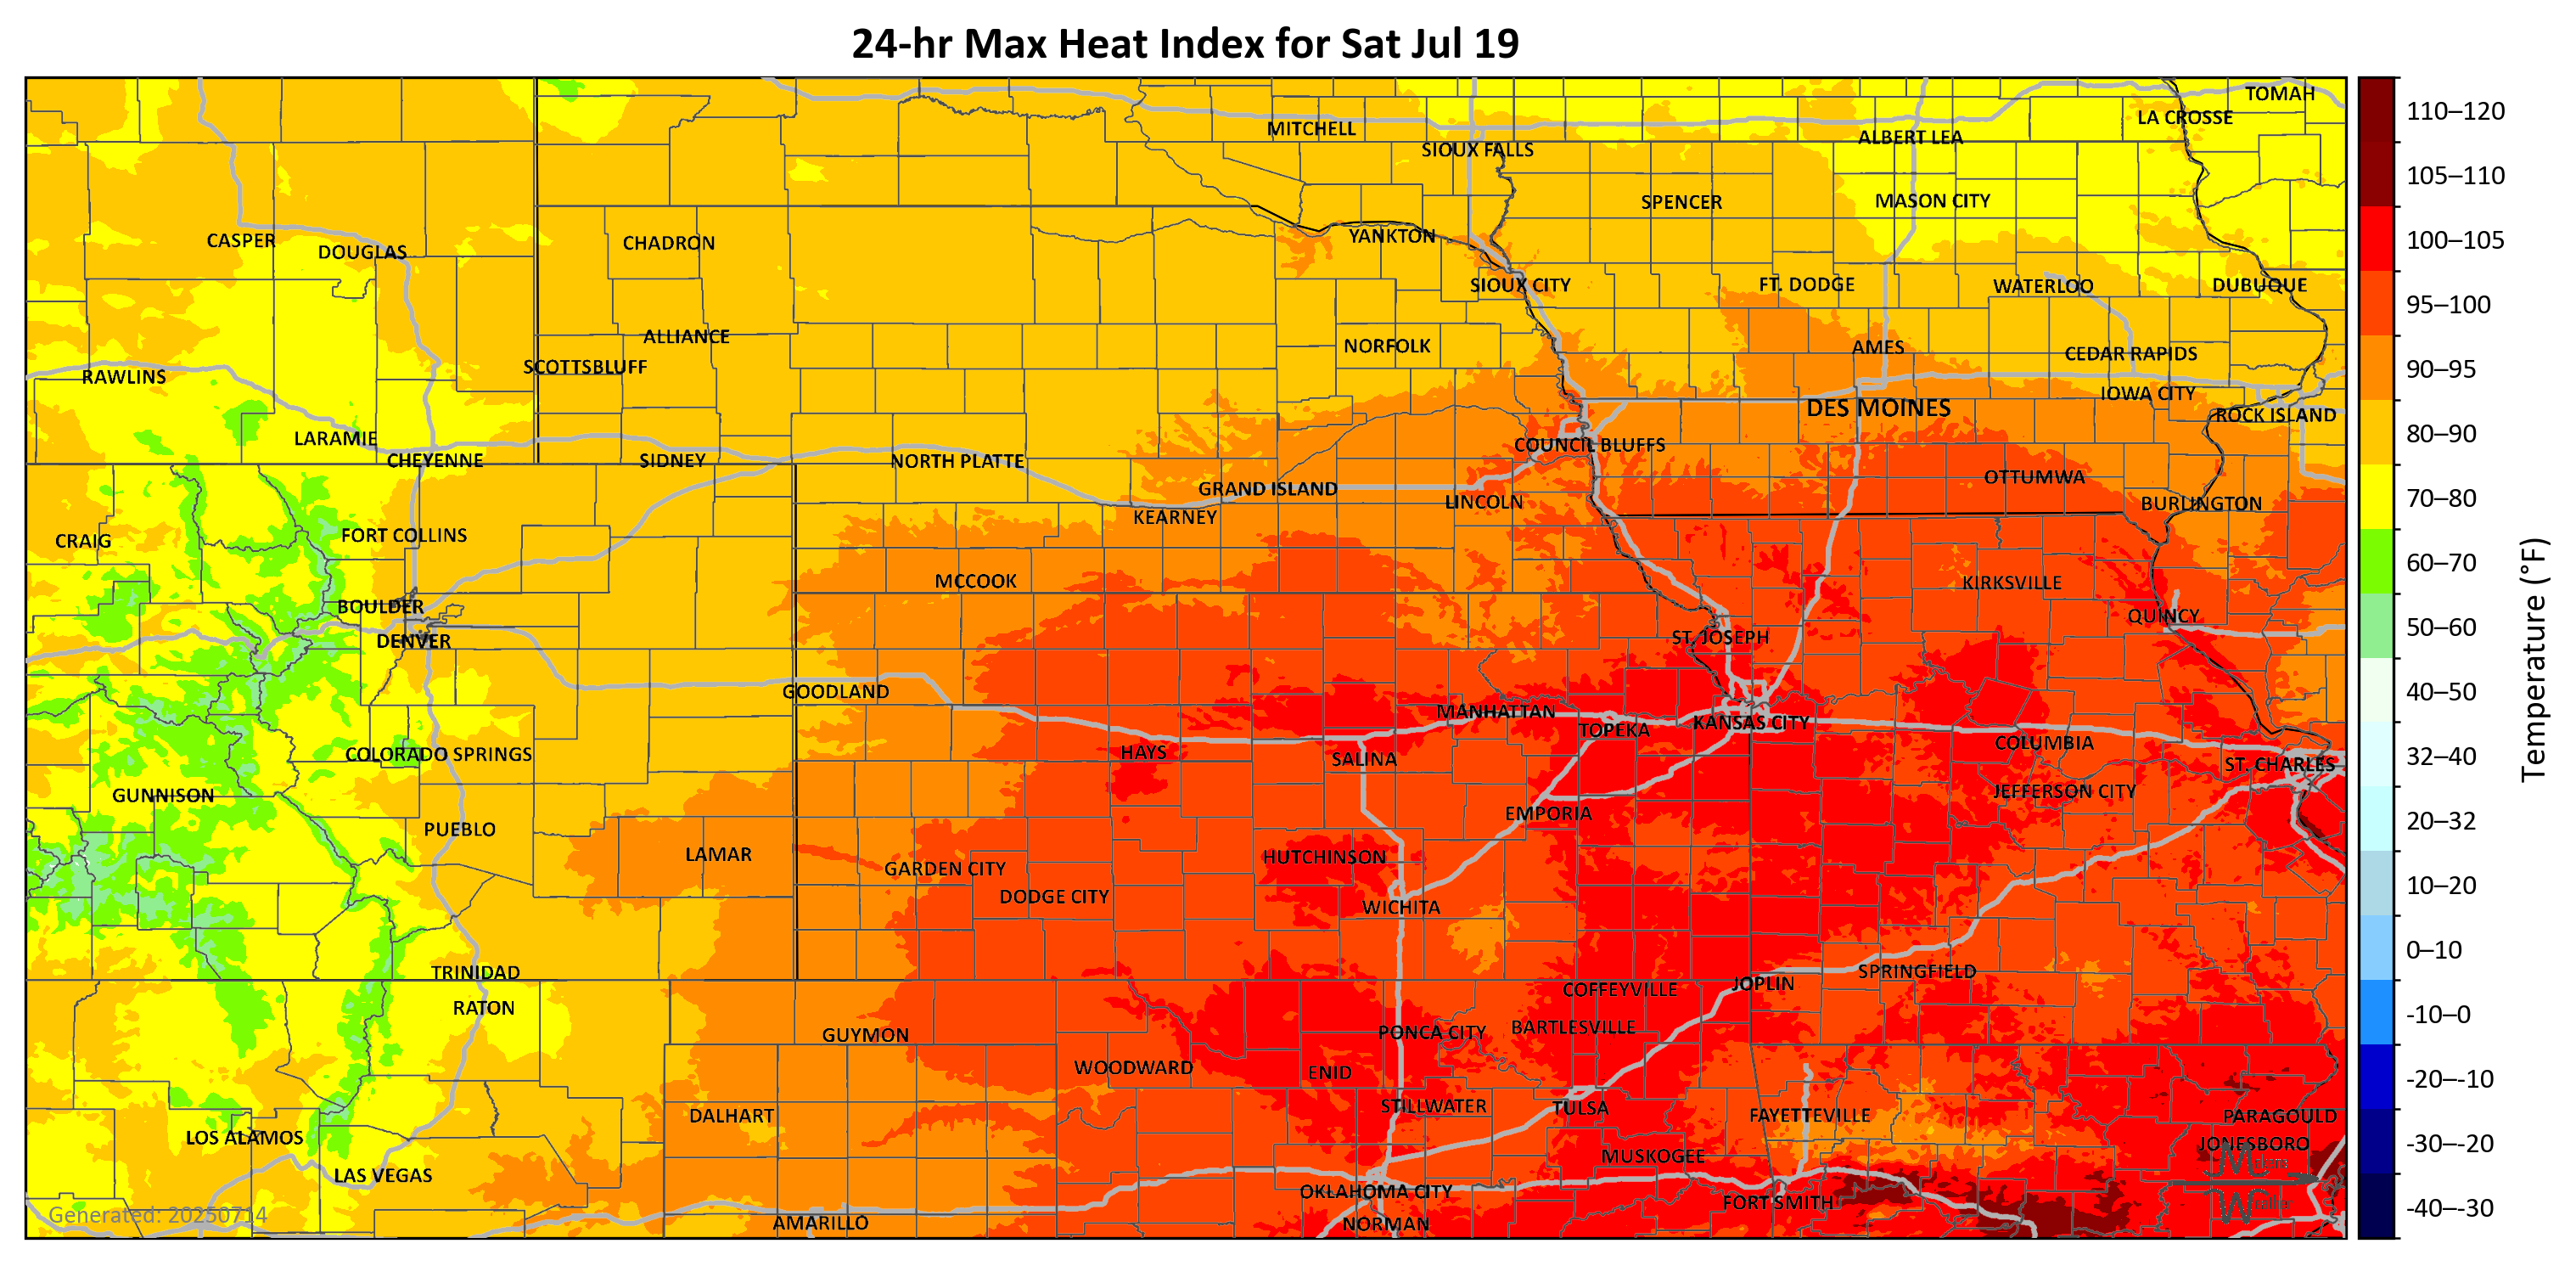 24-hr Max Heat Index for Sat Jul 19
TOMAH
LA CROSSE
MITCHELL
ALBERT LEA
SIOUX FALLS
SPENCER
MASON CITY
CASPER
DOUGLAS
CHADRON
YANKTON
SIOUX CITY
FT. DODGE
WATERLOO
DUBUQUE
ALLIANCE
NORFOLK
AMES
CEDAR RAPIDS
SCOTTSBLUFF
RAWLINS
IOWA CITY
DES MOINES
ROCK ISLAND
LARAMIE
COUNCIL BLUFFS
CHEYENNE
SIDNEY
NORTH PLATTE
OTTUMWA
GRAND ISLAND
LINCOLN
BURLINGTON
KEARNEY
FORT COLLINS
CRAIG
MCCOOK
KIRKSVILLE
BOULDER
QUINCY
DENVER
ST. JOSEPH
GOODLAND
MANHATTAN
KANSAS CITY
TOPEKA
COLUMBIA
COLORADO SPRINGS
HAYS
SALINA
ST. CHARLES
JEFFERSON CITY
GUNNISON
EMPORIA
PUEBLO
LAMAR
HUTCHINSON
GARDEN CITY
DODGE CITY
WICHITA
TRINIDAD
SPRINGFIELD
JOPLIN
COFFEYVILLE
RATON
BARTLESVILLE
PONCA CITY
GUYMON
WOODWARD
ENID
STILLWATER
TULSA
DALHART
FAYETTEVILLE
PARAGOULD
LOS ALAMOS
JONESBORO
MUSKOGEE
LAS VEGAS
OKLAHOMA CITY
FORT SMITH
Generated: 20250714
AMARILLO
NORMAN
110–120
105–110
100–105
95–100
90–95
80–90
70–80
60–70
50–60
40–50
32–40
20–32
10–20
0–10
-10–0
-20–-10
-30–-20
-40–-30
Temperature (°F)